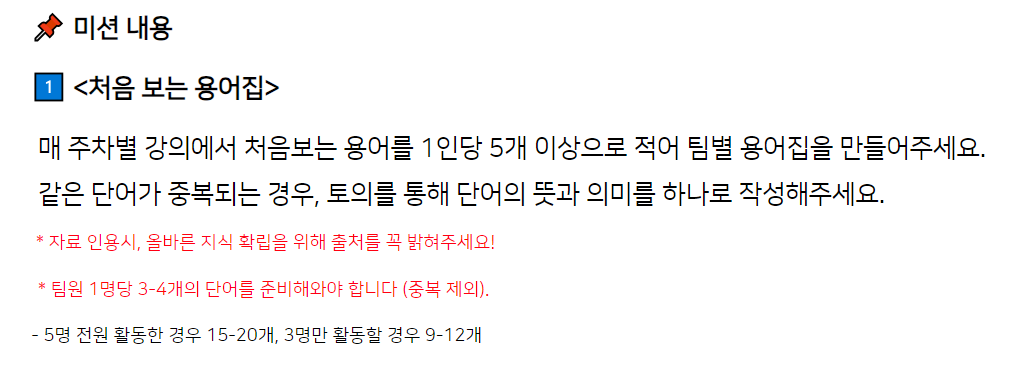 📌 미션 내용
1 <처음 보는 용어집>
매 주차별 강의에서 처음보는 용어를 1인당 5개 이상으로 적어 팀별 용어집을 만들어주세요.
같은 단어가 중복되는 경우, 토의를 통해 단어의 뜻과 의미를 하나로 작성해주세요.
* 자료 인용시, 올바른 지식 확립을 위해 출처를 꼭 밝혀주세요!
* 팀원 1명당 3-4개의 단어를 준비해와야 합니다 (중복 제외).
- 5명 전원 활동한 경우 15-20개, 3명만 활동할 경우 9-12개